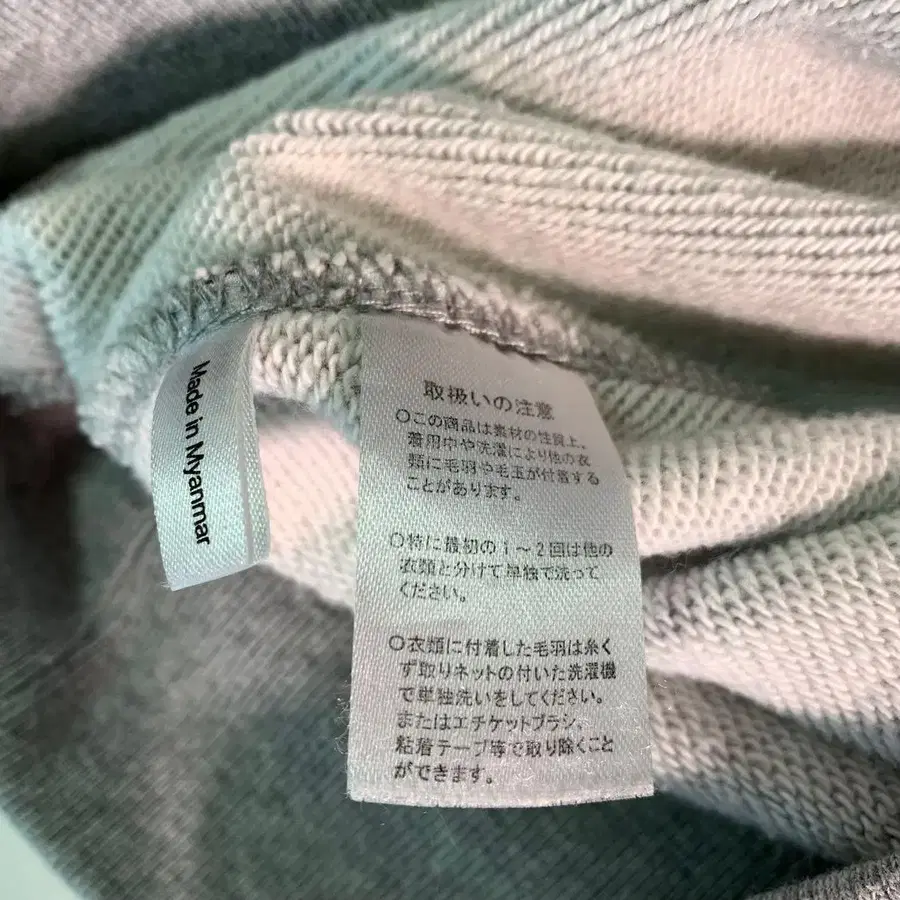 Made in Myanmar
取扱いの注意
○この商品は素材の性質上、
着用中や洗濯により他の衣
類に毛羽や毛玉が付着する
ことがあります。
○特に最初の1～2回は他の
衣類と分けて単独で洗って
ください。
○衣類に付着した毛羽は糸く
ず取りネットの付いた洗濯機
で単独洗いをしてください。
またはエチケットブラシ、
粘着テープ等で取り除くこと
ができます。